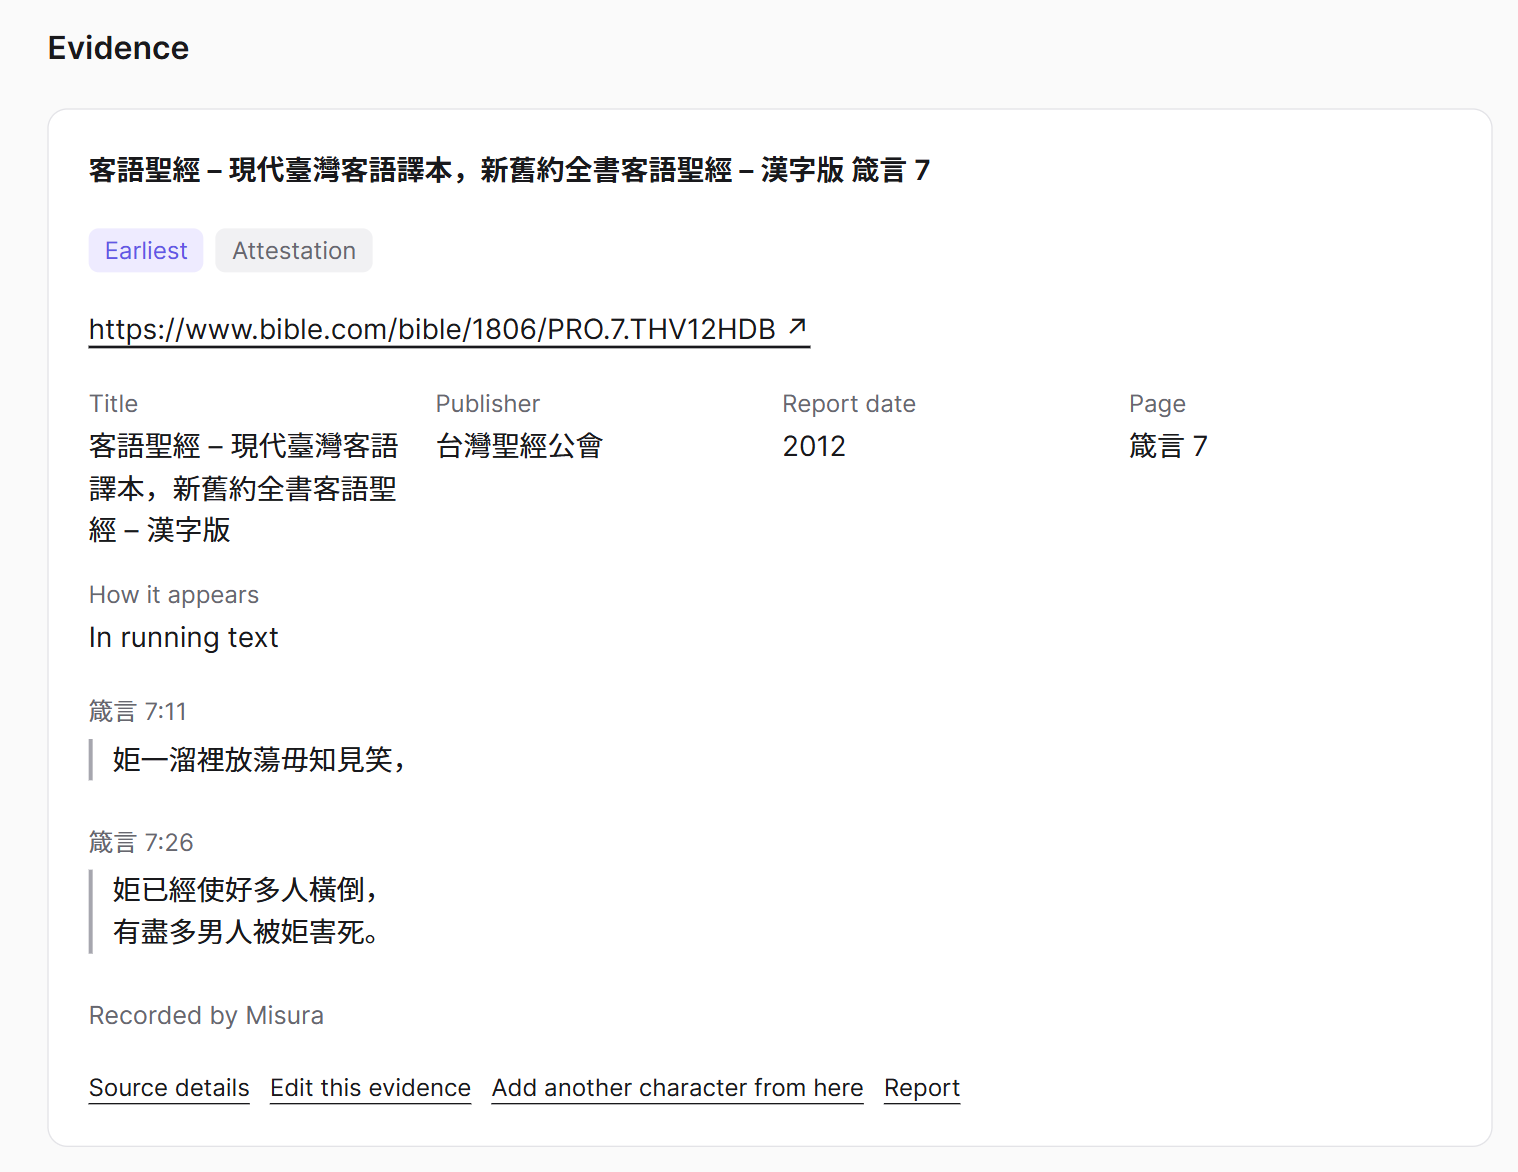 Evidence
客語聖經 – 現代臺灣客語譯本，新舊約全書客語聖經 – 漢字版 箴言 7
Earliest
Attestation
https://www.bible.com/bible/1806/PRO.7.THV12HDB ↗
Title
客語聖經 – 現代臺灣客語
譯本，新舊約全書客語聖
經 – 漢字版
Publisher
台灣聖經公會
Report date
2012
Page
箴言 7
How it appears
In running text
箴言 7:11
姖一溜裡放蕩毋知見笑，
箴言 7:26
姖已經使好多人橫倒，
有盡多男人被姖害死。
Recorded by Misura
Source details
Edit this evidence
Add another character from here
Report